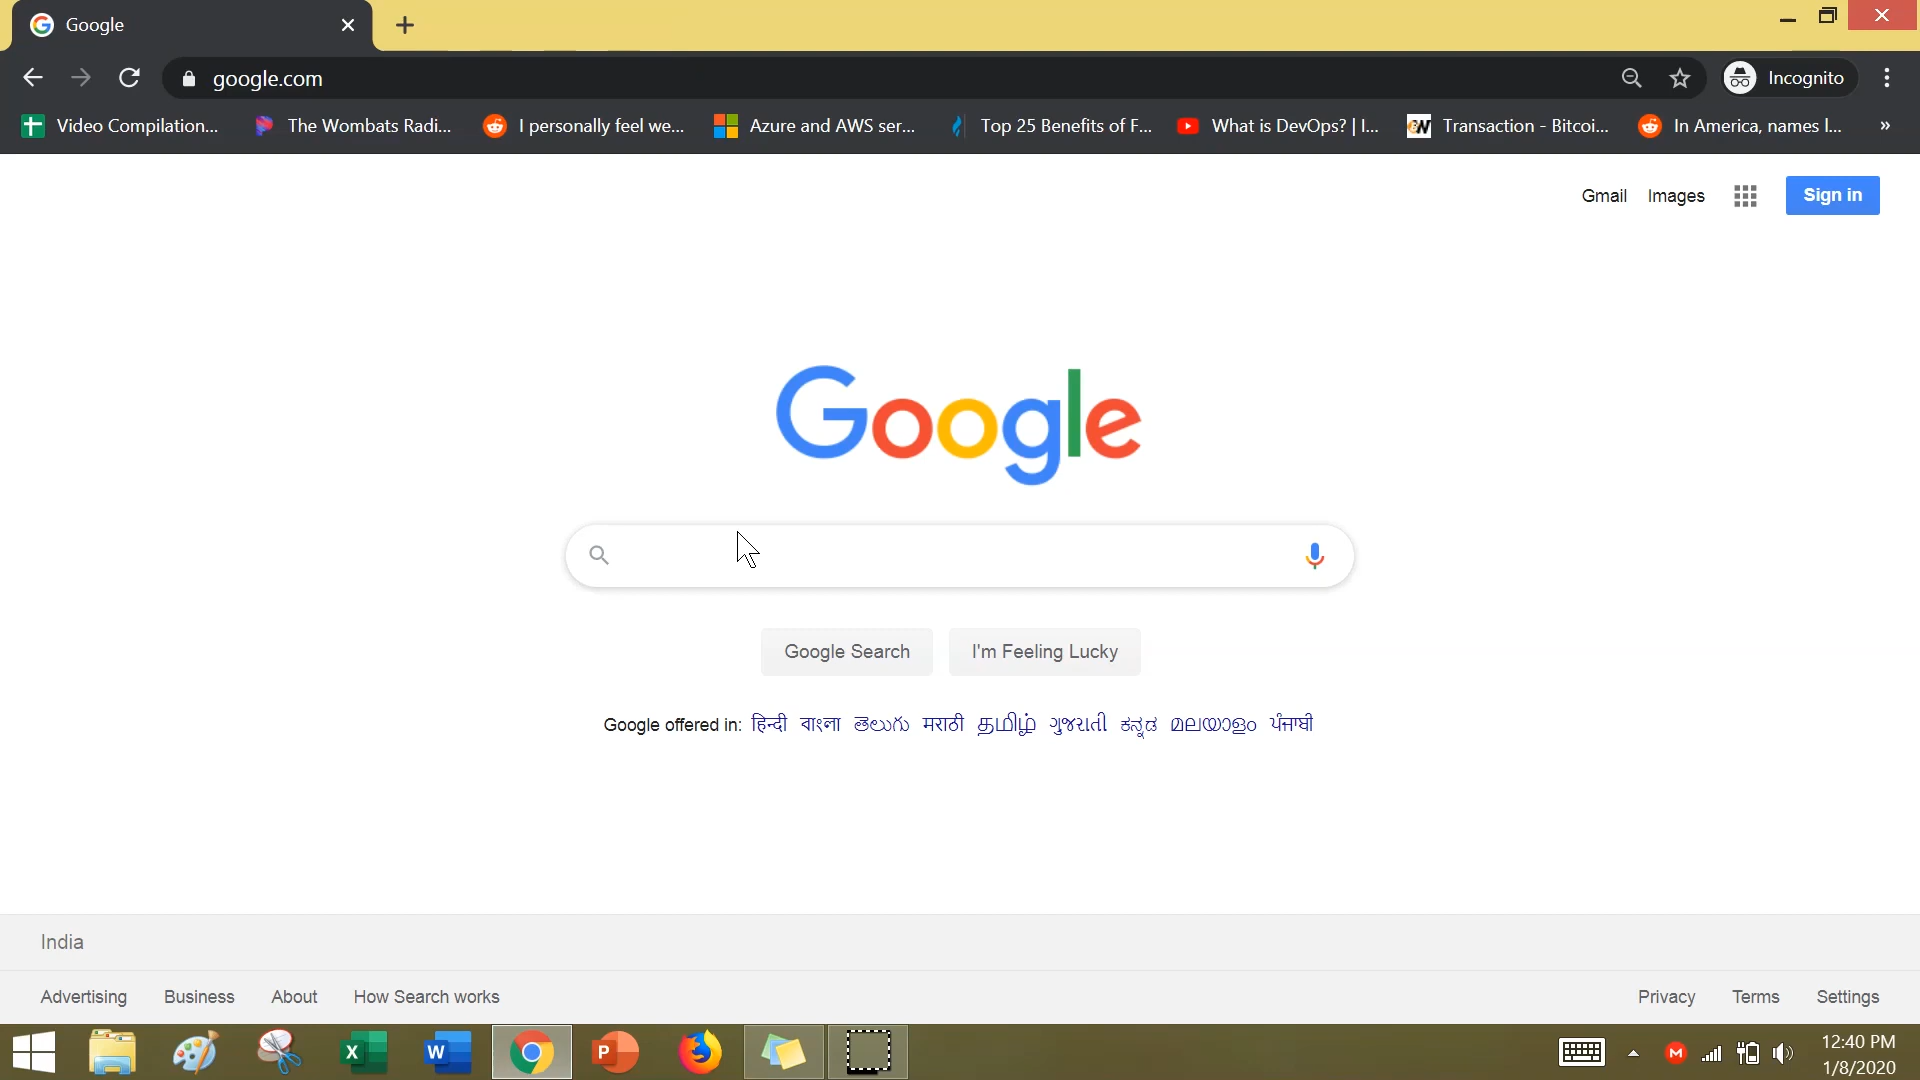 Google
google.com
Incognito
Video Compilation...
The Wombats Radi...
I personally feel we...
Azure and AWS ser...
Top 25 Benefits of F...
What is DevOps? | I...
Transaction - Bitcoi...
In America, names l...
»
Gmail Images Sign in
Google
Google Search I'm Feeling Lucky
Google offered in: हिन्दी বাংলা తెలుగు मराठी தமிழ் ગુજરાતી ಕನ್ನಡ മലയാളം ਪੰਜਾਬੀ
India
Advertising Business About How Search works Privacy Terms Settings
12:40 PM
1/8/2020